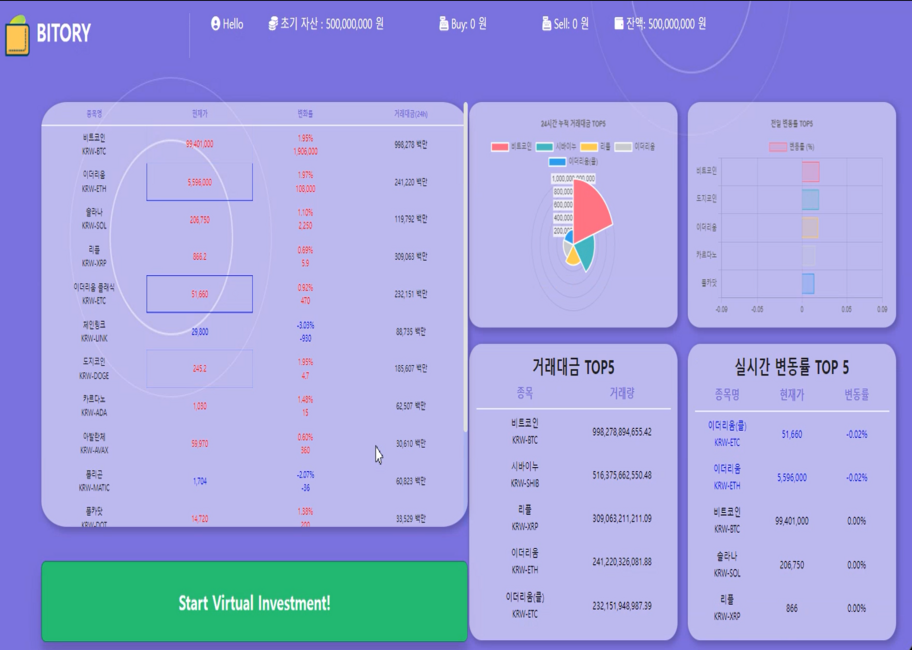 BITORY
Hello
초기 자산 : 500,000,000 원
Buy: 0 원
Sell: 0 원
잔액: 500,000,000 원
종목명 현재가 변화율 거래대금(24H)
비트코인 1.95%
KRW-BTC 99,401,000 1,906,000 998,278 백만
이더리움 1.97%
KRW-ETH 5,596,000 108,000 241,220 백만
솔라나 1.10%
KRW-SOL 206,750 2,250 119,792 백만
리플 0.69%
KRW-XRP 866.2 5.9 309,063 백만
이더리움 클래식 0.92%
KRW-ETC 51,660 470 232,151 백만
체인링크 -3.03%
KRW-LINK 29,800 -930 88,735 백만
도지코인 1.95%
KRW-DOGE 245.2 4.7 185,607 백만
카르다노 1.48%
KRW-ADA 1,030 15 62,507 백만
아발란체 0.60%
KRW-AVAX 59,970 360 30,610 백만
폴리곤 -2.07%
KRW-MATIC 1,704 -36 60,823 백만
폴카닷 1.38%
KRW-DOT 14,720 200 33,529 백만
Start Virtual Investment!
24시간 누적 거래대금 TOP5
비트코인 시바이누 리플 이더리움
이더리움(클)
1,000,000,000,000
800,000
600,000
400,000
200,00
전일 변동률 TOP5
변동률 (%)
비트코인
도지코인
이더리움
카르다노
폴카닷
-0.09 -0.05 0 0.05 0.09
거래대금 TOP5
종목 거래량
비트코인
KRW-BTC 998,278,894,655.42
시바이누
KRW-SHIB 516,375,662,550.48
리플
KRW-XRP 309,063,211,211.09
이더리움
KRW-ETH 241,220,326,081.88
이더리움(클)
KRW-ETC 232,151,948,987.39
실시간 변동률 TOP 5
종목명 현재가 변동률
이더리움(클)
KRW-ETC 51,660 -0.02%
이더리움
KRW-ETH 5,596,000 -0.02%
비트코인
KRW-BTC 99,401,000 0.00%
솔라나
KRW-SOL 206,750 0.00%
리플
KRW-XRP 866 0.00%